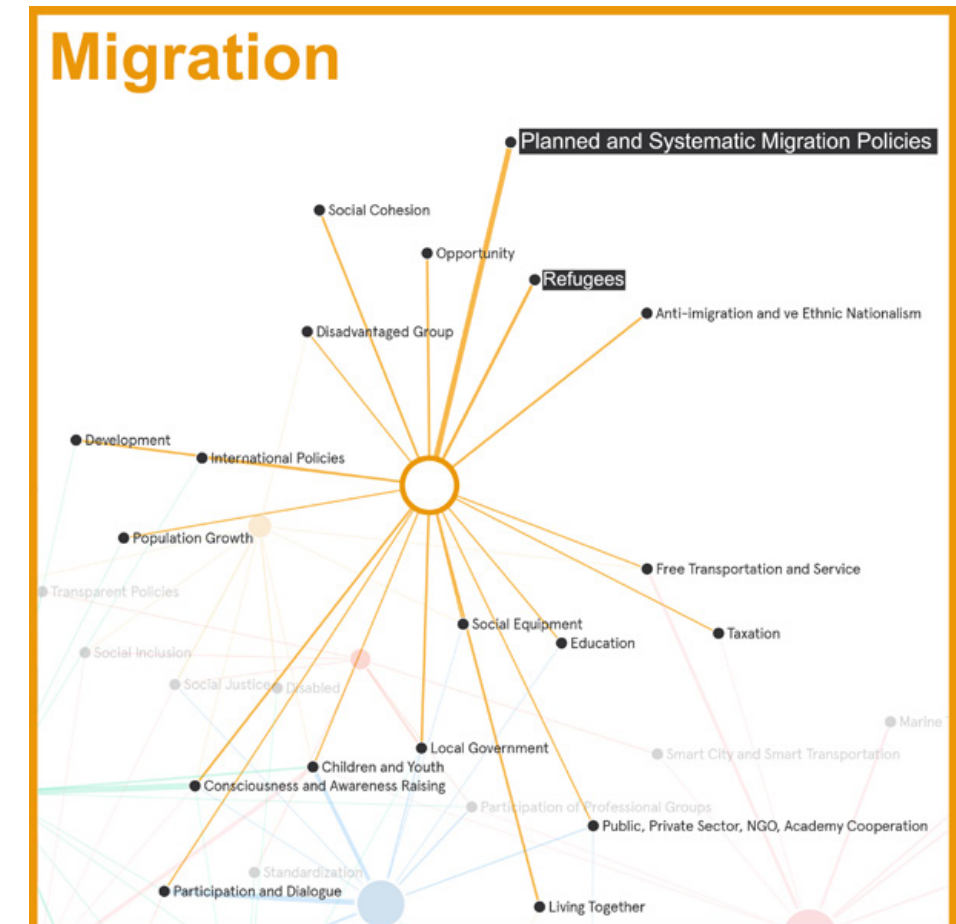 Migration
Planned and Systematic Migration Policies
Social Cohesion
Opportunity
Refugees
Anti-imigration and ve Ethnic Nationalism
Disadvantaged Group
Development
International Policies
Population Growth
Free Transportation and Service
Transparent Policies
Social Equipment
Taxation
Education
Social Inclusion
Social Justice
Disabled
Marine
Local Government
Smart City and Smart Transportation
Children and Youth
Consciousness and Awareness Raising
Participation of Professional Groups
Public, Private Sector, NGO, Academy Cooperation
Standardization
Participation and Dialogue
Living Together